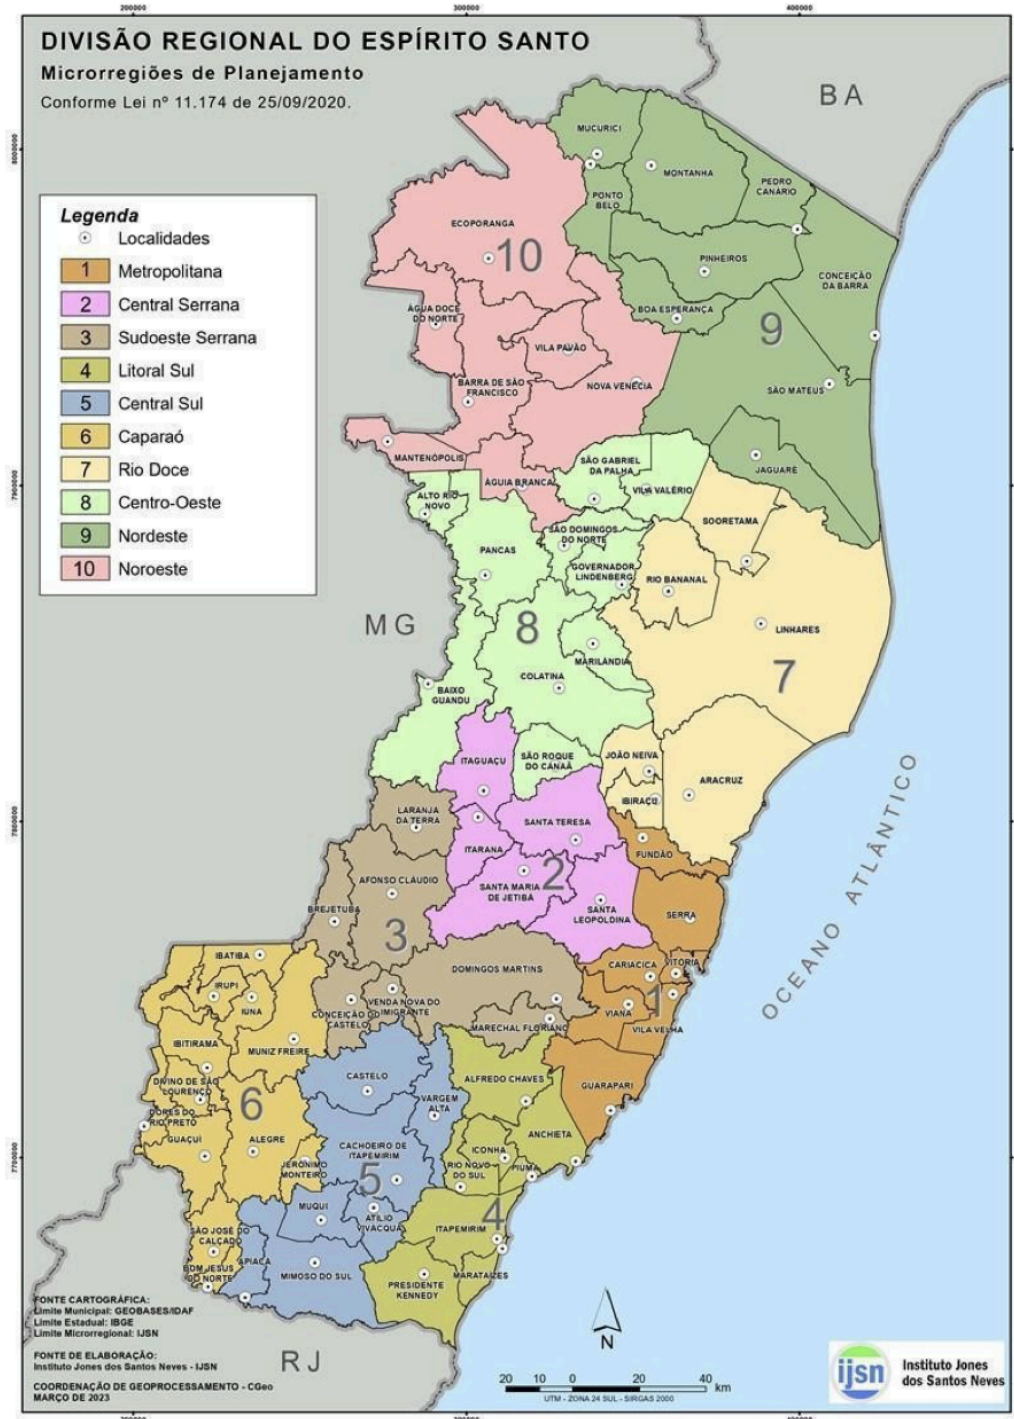 200000
300000
400000
DIVISÃO REGIONAL DO ESPÍRITO SANTO
Microrregiões de Planejamento
Conforme Lei nº 11.174 de 25/09/2020.
BA
8000000
7900000
7800000
7700000
Legenda
Localidades
1 Metropolitana
2 Central Serrana
3 Sudoeste Serrana
4 Litoral Sul
5 Central Sul
6 Caparaó
7 Rio Doce
8 Centro-Oeste
9 Nordeste
10 Noroeste
MUCURICI
MONTANHA
PEDRO
CANÁRIO
PONTO
BELO
ECOPORANGA
10
PINHEIROS
CONCEIÇÃO
DA BARRA
ÁGUA DOCE
DO NORTE
BOA ESPERANÇA
9
VILA PAVÃO
BARRA DE SÃO
FRANCISCO
NOVA VENÉCIA
SÃO MATEUS
MANTENÓPOLIS
ÁGUIA BRANCA
SÃO GABRIEL
DA PALHA
VILA VALÉRIO
JAGUARÉ
ALTO RIO
NOVO
SOORETAMA
SÃO DOMINGOS
DO NORTE
PANCAS
GOVERNADOR
LINDENBERG
RIO BANANAL
MG
8
LINHARES
MARILÂNDIA
7
COLATINA
BAIXO
GUANDU
ITAGUAÇU
SÃO ROQUE
DO CANAÃ
JOÃO NEIVA
ARACRUZ
IBIRAÇU
OCEANO ATLÂNTICO
LARANJA
DA TERRA
SANTA TERESA
ITARANA
FUNDÃO
2
AFONSO CLÁUDIO
SANTA MARIA
DE JETIBÁ
BREJETUBA
SANTA
LEOPOLDINA
SERRA
3
IBATIBA
DOMINGOS MARTINS
CARIACICA
VITÓRIA
IRUPI
IÚNA
CONCEIÇÃO DO
CASTELO
VENDA NOVA DO
IMIGRANTE
1
VIANA
MARECHAL FLORIANO
VILA VELHA
IBITIRAMA
MUNIZ FREIRE
CASTELO
ALFREDO CHAVES
GUARAPARI
DIVINO DE SÃO
LOURENÇO
6
VARGEM
ALTA
DORES DO
RIO PRETO
GUAÇUÍ
ALEGRE
CACHOEIRO DE
ITAPEMIRIM
ANCHIETA
ICONHA
JERÔNIMO
MONTEIRO
5
RIO NOVO
DO SUL
PIÚMA
MUQUI
ATÍLIO
VIVÁCQUA
4
ITAPEMIRIM
SÃO JOSÉ DO
CALÇADO
APIACÁ
BOM JESUS
DO NORTE
MIMOSO DO SUL
PRESIDENTE
KENNEDY
MARATAÍZES
RJ
FONTE CARTOGRÁFICA:
Limite Municipal: GEOBASES/IDAF
Limite Estadual: IBGE
Limite Microrregional: IJSN
FONTE DE ELABORAÇÃO:
Instituto Jones dos Santos Neves - IJSN
COORDENAÇÃO DE GEOPROCESSAMENTO - CGeo
MARÇO DE 2023
N
20 10 0 20 40 km
UTM - ZONA 24 SUL - SIRGAS 2000
ijsn
Instituto Jones
dos Santos Neves